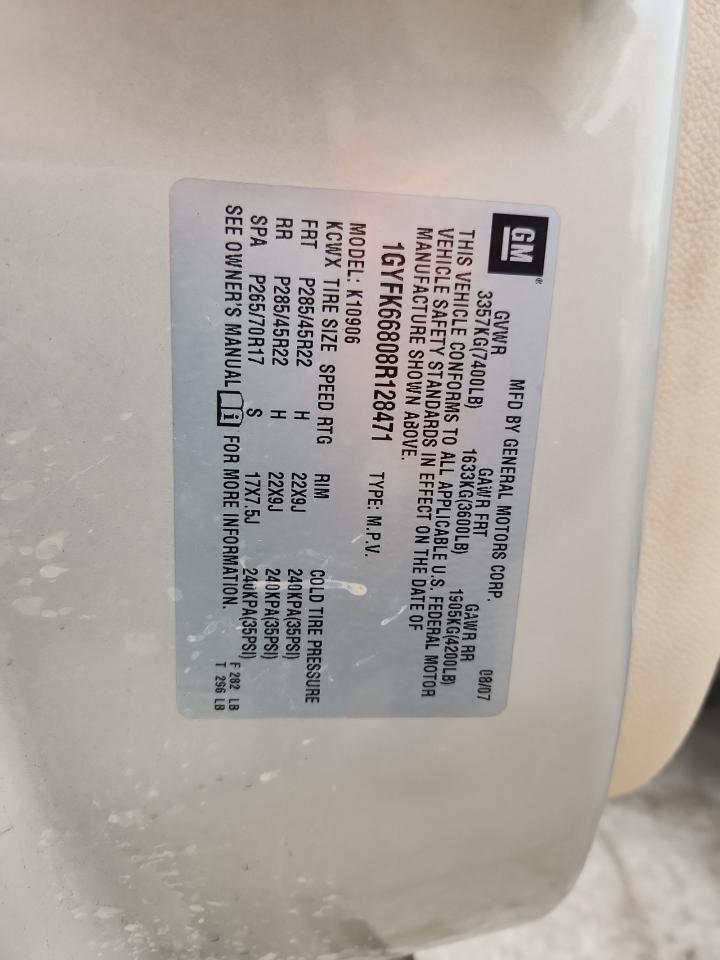 GM®
MFD BY GENERAL MOTORS CORP. 08/07
GVWR GAWR FRT GAWR RR
3357KG(7400LB) 1633KG(3600LB) 1905KG(4200LB)
THIS VEHICLE CONFORMS TO ALL APPLICABLE U.S. FEDERAL MOTOR
VEHICLE SAFETY STANDARDS IN EFFECT ON THE DATE OF
MANUFACTURE SHOWN ABOVE.
1GYFK66808R128471 TYPE: M.P.V.
MODEL: K10906
KCWX TIRE SIZE SPEED RTG RIM COLD TIRE PRESSURE
FRT P285/45R22 H 22X9J 240KPA(35PSI)
RR P285/45R22 H 22X9J 240KPA(35PSI)
SPA P265/70R17 S 17X7.5J 240KPA(35PSI)
SEE OWNER'S MANUAL i FOR MORE INFORMATION.
F 282 LB
T 296 LB